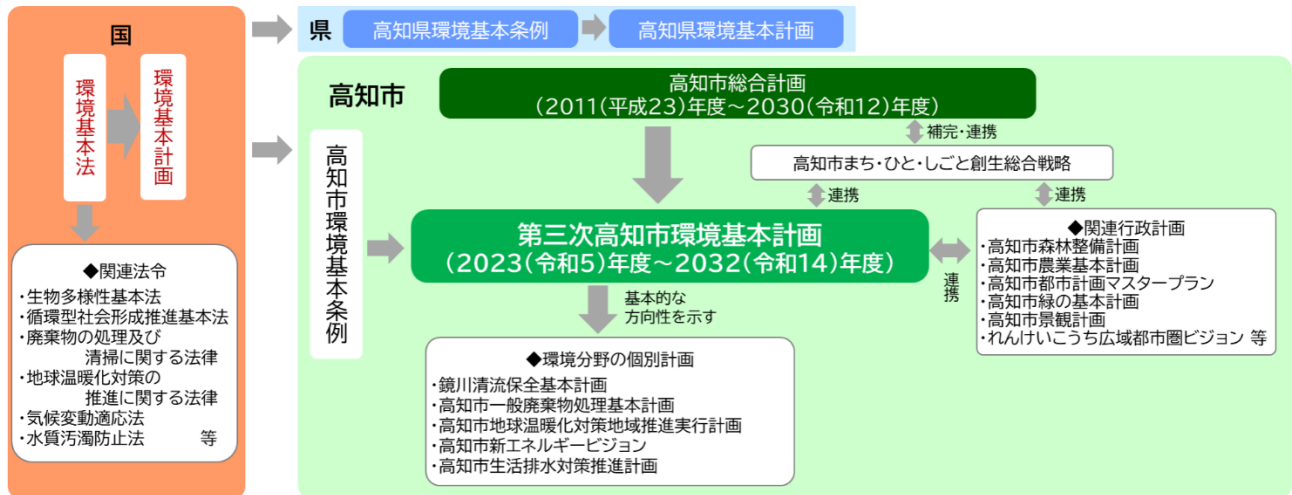 国
環境基本法
環境基本計画
◆関連法令
・生物多様性基本法
・循環型社会形成推進基本法
・廃棄物の処理及び
清掃に関する法律
・地球温暖化対策の
推進に関する法律
・気候変動適応法
・水質汚濁防止法 等
県
高知県環境基本条例
高知県環境基本計画
高知市
高知市環境基本条例
高知市総合計画
（2011（平成23）年度～2030（令和12）年度）
補完・連携
高知市まち・ひと・しごと創生総合戦略
連携
連携
第三次高知市環境基本計画
（2023（令和5）年度～2032（令和14）年度）
連携
◆関連行政計画
・高知市森林整備計画
・高知市農業基本計画
・高知市都市計画マスタープラン
・高知市緑の基本計画
・高知市景観計画
・れんけいこうち広域都市圏ビジョン 等
基本的な
方向性を示す
◆環境分野の個別計画
・鏡川清流保全基本計画
・高知市一般廃棄物処理基本計画
・高知市地球温暖化対策地域推進実行計画
・高知市新エネルギービジョン
・高知市生活排水対策推進計画